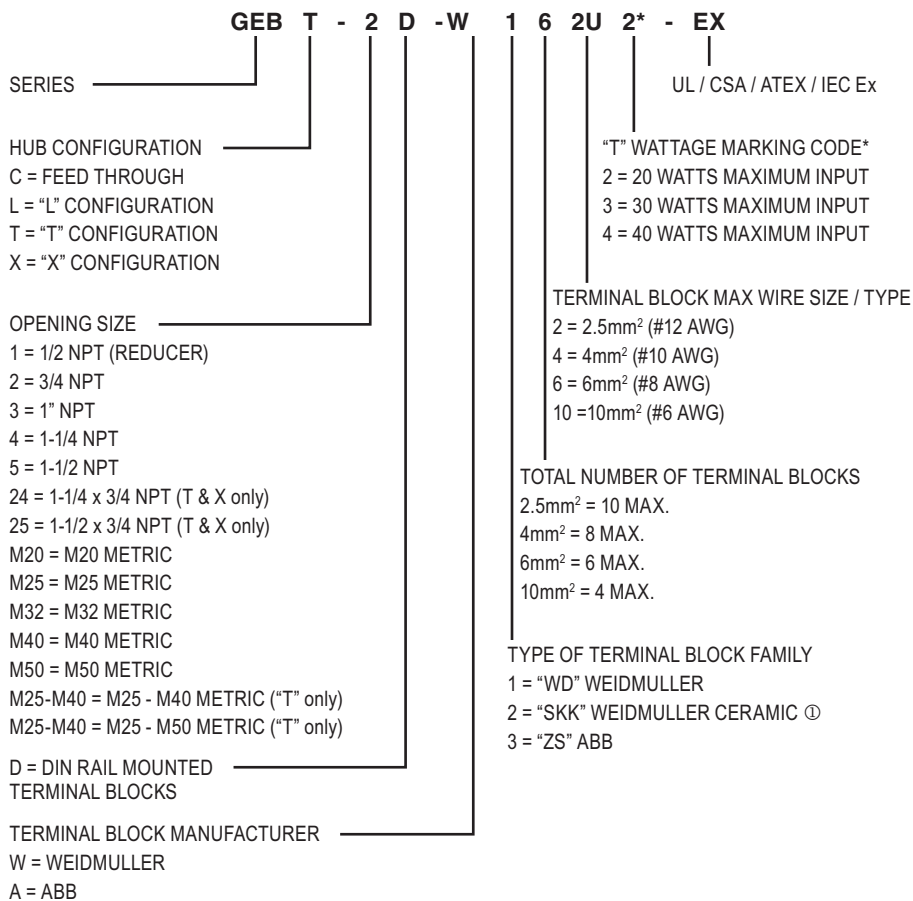 GEB T - 2 D - W 1 6 2U 2* - EX
SERIES
HUB CONFIGURATION
C = FEED THROUGH
L = “L” CONFIGURATION
T = “T” CONFIGURATION
X = “X” CONFIGURATION
OPENING SIZE
1 = 1/2 NPT (REDUCER)
2 = 3/4 NPT
3 = 1” NPT
4 = 1-1/4 NPT
5 = 1-1/2 NPT
24 = 1-1/4 x 3/4 NPT (T & X only)
25 = 1-1/2 x 3/4 NPT (T & X only)
M20 = M20 METRIC
M25 = M25 METRIC
M32 = M32 METRIC
M40 = M40 METRIC
M50 = M50 METRIC
M25-M40 = M25 - M40 METRIC (“T” only)
M25-M40 = M25 - M50 METRIC (“T” only)
D = DIN RAIL MOUNTED
TERMINAL BLOCKS
TERMINAL BLOCK MANUFACTURER
W = WEIDMULLER
A = ABB
UL / CSA / ATEX / IEC Ex
“T” WATTAGE MARKING CODE*
2 = 20 WATTS MAXIMUM INPUT
3 = 30 WATTS MAXIMUM INPUT
4 = 40 WATTS MAXIMUM INPUT
TERMINAL BLOCK MAX WIRE SIZE / TYPE
2 = 2.5mm² (#12 AWG)
4 = 4mm² (#10 AWG)
6 = 6mm² (#8 AWG)
10 =10mm² (#6 AWG)
TOTAL NUMBER OF TERMINAL BLOCKS
2.5mm² = 10 MAX.
4mm² = 8 MAX.
6mm² = 6 MAX.
10mm² = 4 MAX.
TYPE OF TERMINAL BLOCK FAMILY
1 = “WD” WEIDMULLER
2 = “SKK” WEIDMULLER CERAMIC ①
3 = “ZS” ABB